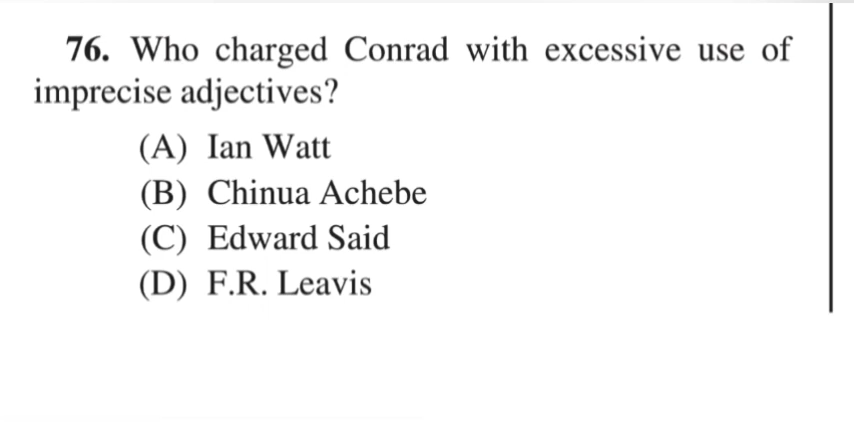 76. Who charged Conrad with excessive use of
imprecise adjectives?
(A) Ian Watt
(B) Chinua Achebe
(C) Edward Said
(D) F.R. Leavis